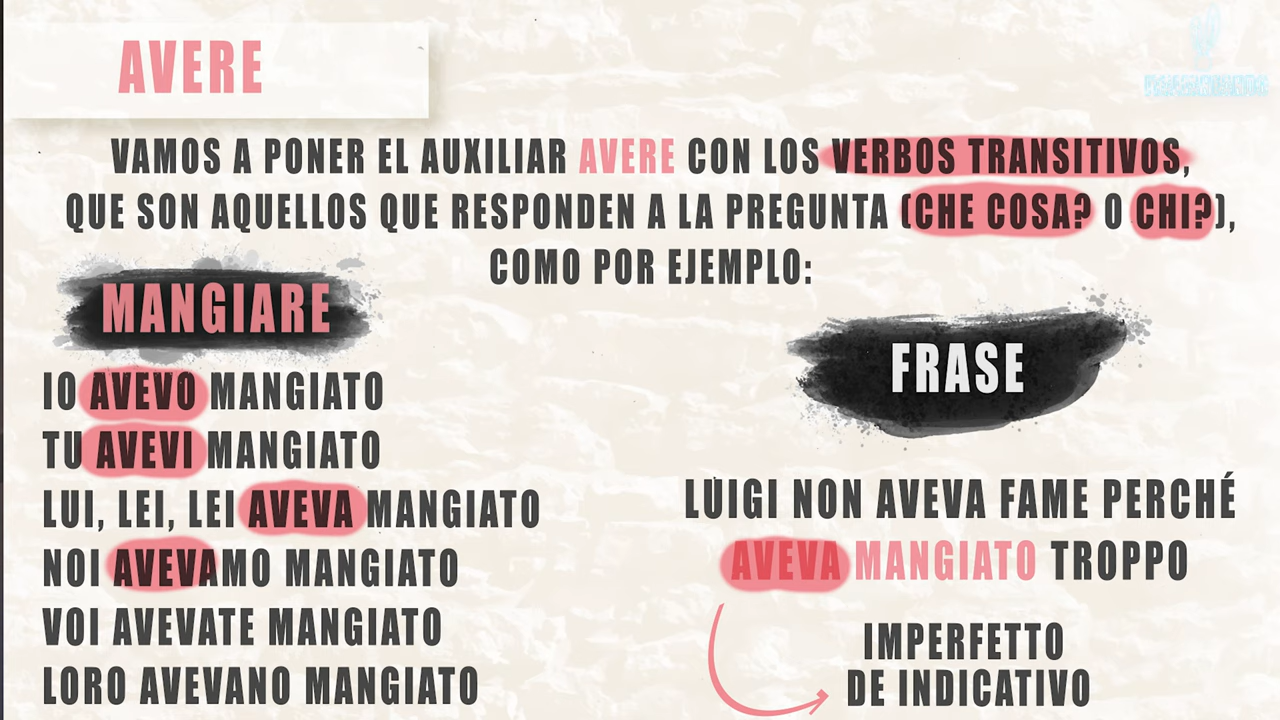 AVERE
VAMOS A PONER EL AUXILIAR AVERE CON LOS VERBOS TRANSITIVOS,
QUE SON AQUELLOS QUE RESPONDEN A LA PREGUNTA (CHE COSA? O CHI?),
COMO POR EJEMPLO:
MANGIARE
IO AVEVO MANGIATO
TU AVEVI MANGIATO
LUI, LEI, LEI AVEVA MANGIATO
NOI AVEVAMO MANGIATO
VOI AVEVATE MANGIATO
LORO AVEVANO MANGIATO
FRASE
LUIGI NON AVEVA FAME PERCHÉ
AVEVA MANGIATO TROPPO
IMPERFETTO
DE INDICATIVO